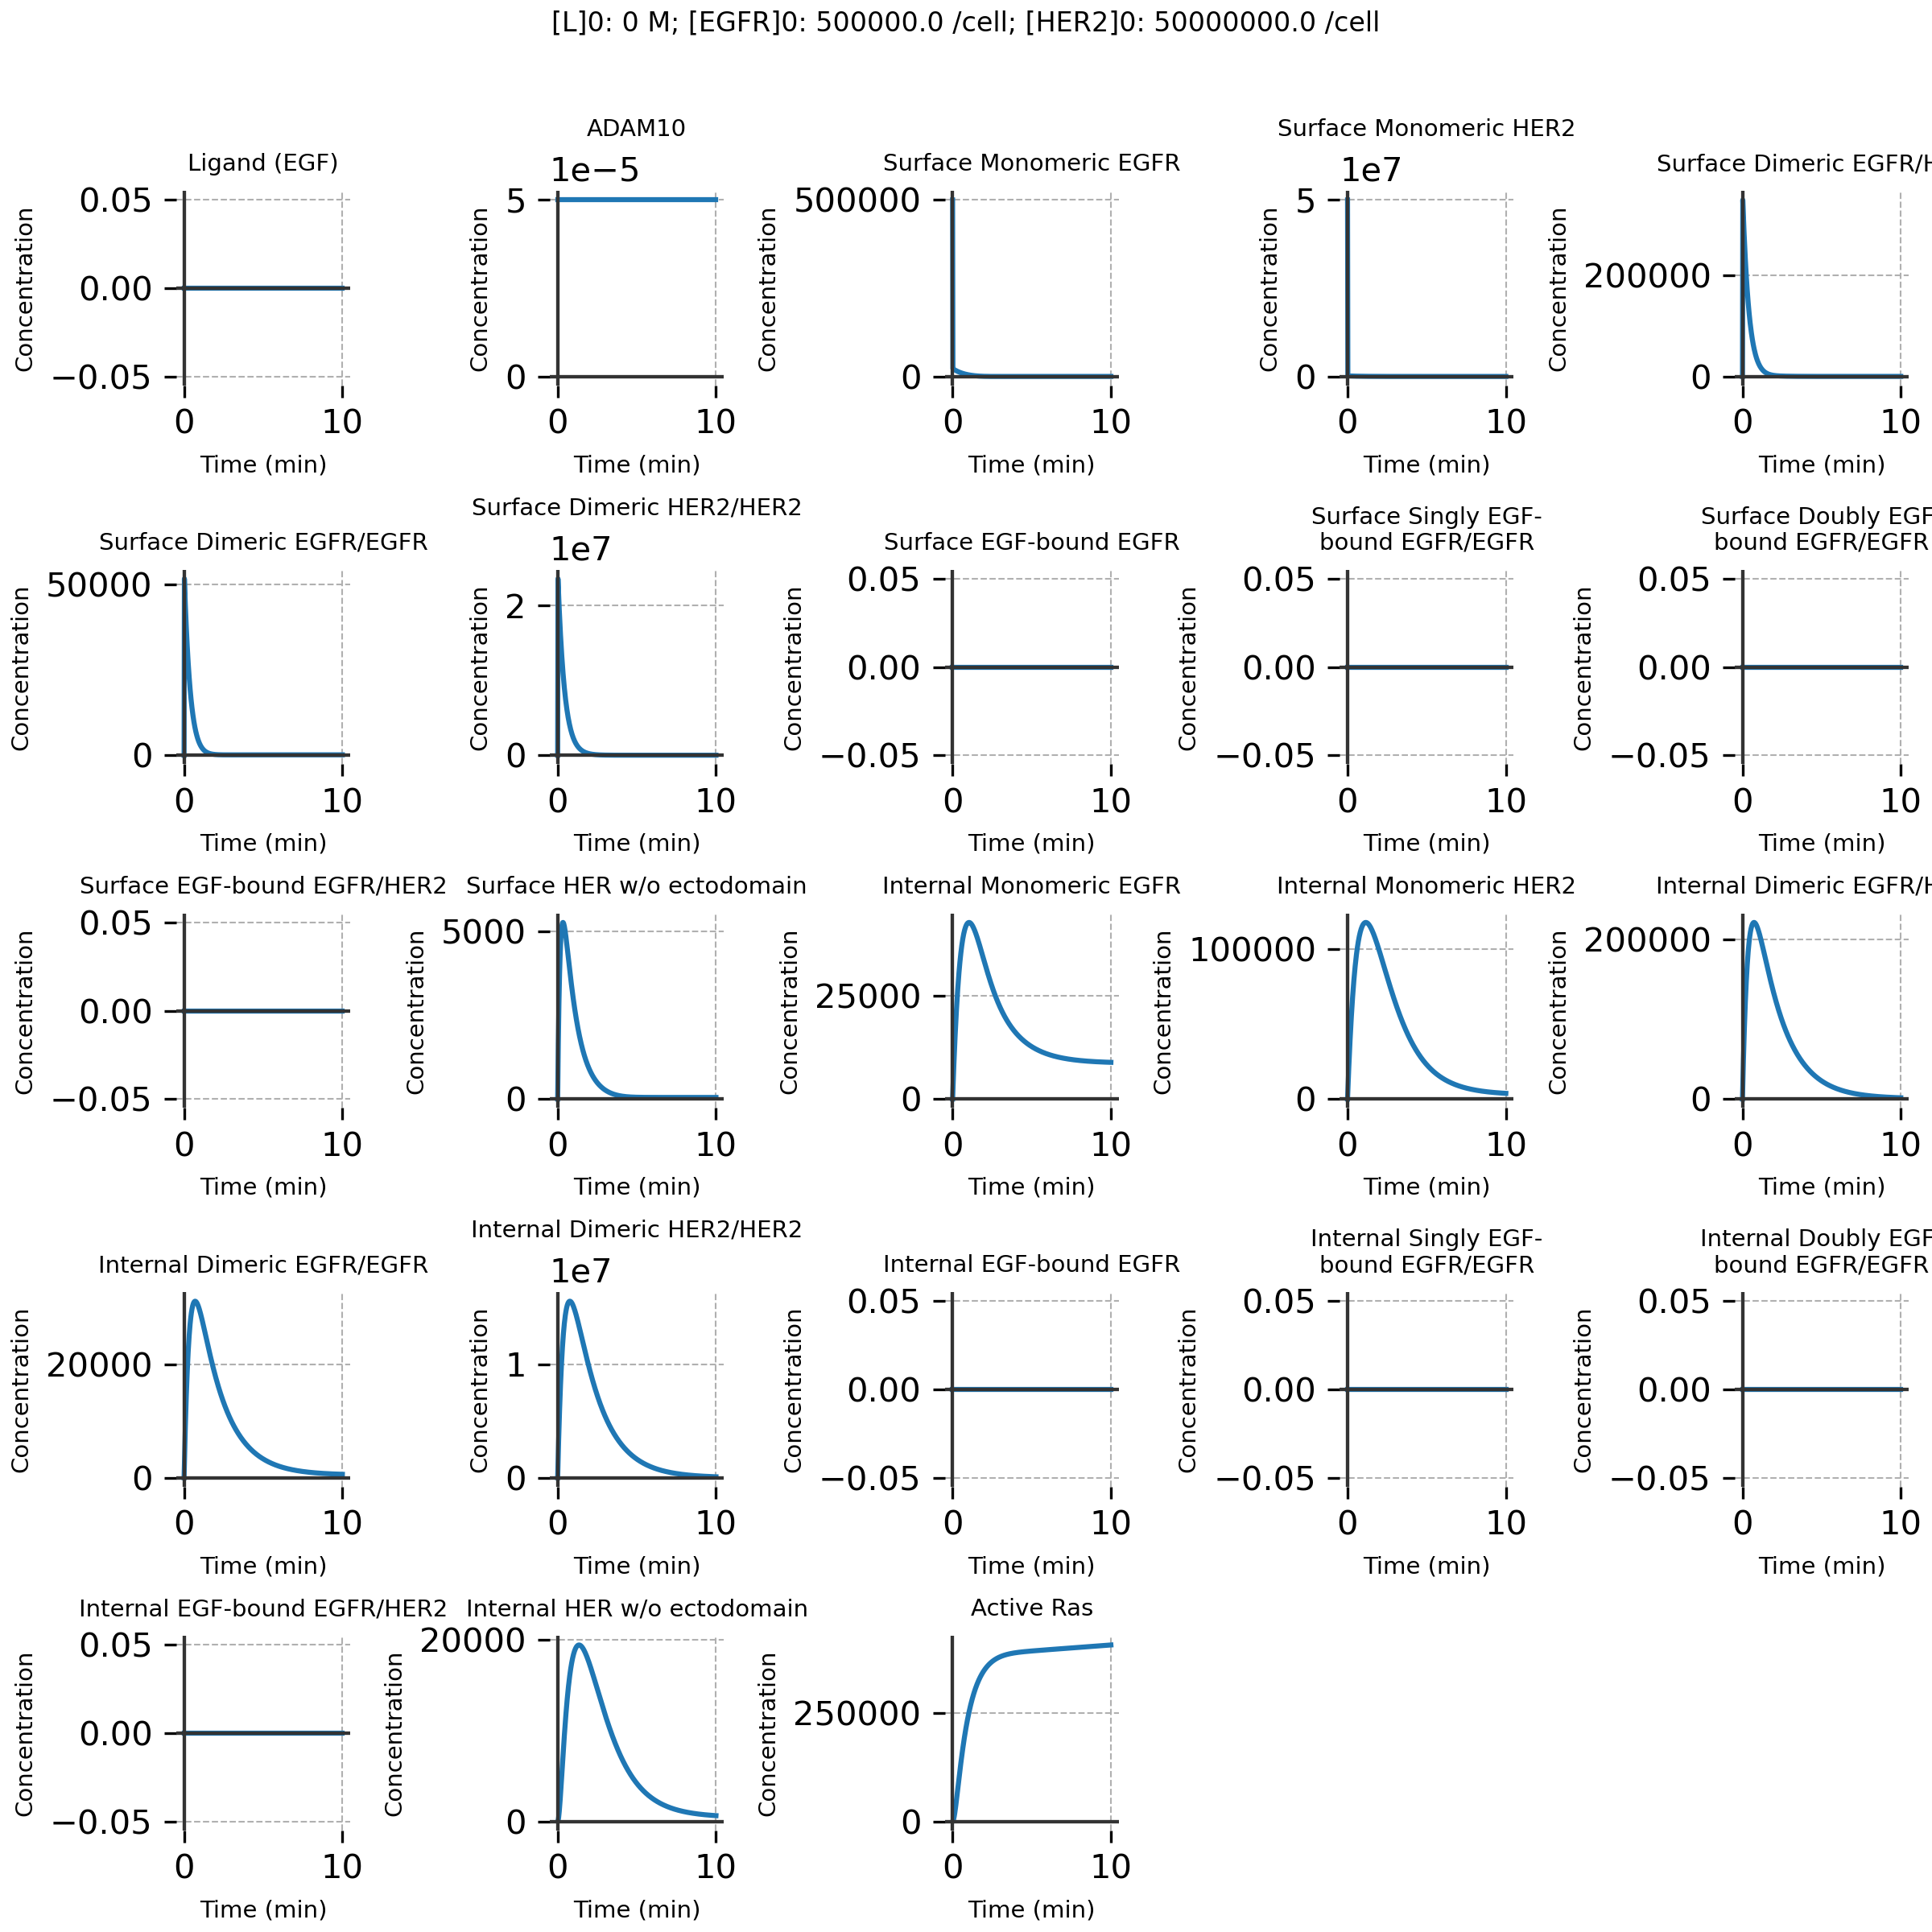 [L]0: 0 M; [EGFR]0: 500000.0 /cell; [HER2]0: 50000000.0 /cell
Ligand (EGF)
0.05
0.00
−0.05
Concentration
0
10
Time (min)
ADAM10
1e−5
5
0
Concentration
0
10
Time (min)
Surface Monomeric EGFR
500000
0
Concentration
0
10
Time (min)
Surface Monomeric HER2
1e7
5
0
Concentration
0
10
Time (min)
Surface Dimeric EGFR/H
200000
0
Concentration
0
10
Time (min)
Surface Dimeric EGFR/EGFR
50000
0
Concentration
0
10
Time (min)
Surface Dimeric HER2/HER2
1e7
2
0
Concentration
0
10
Time (min)
Surface EGF-bound EGFR
0.05
0.00
−0.05
Concentration
0
10
Time (min)
Surface Singly EGF-
bound EGFR/EGFR
0.05
0.00
−0.05
Concentration
0
10
Time (min)
Surface Doubly EGF
bound EGFR/EGFR
0.05
0.00
−0.05
Concentration
0
10
Time (min)
Surface EGF-bound EGFR/HER2
0.05
0.00
−0.05
Concentration
0
10
Time (min)
Surface HER w/o ectodomain
5000
0
Concentration
0
10
Time (min)
Internal Monomeric EGFR
25000
0
Concentration
0
10
Time (min)
Internal Monomeric HER2
100000
0
Concentration
0
10
Time (min)
Internal Dimeric EGFR/H
200000
0
Concentration
0
10
Time (min)
Internal Dimeric EGFR/EGFR
20000
0
Concentration
0
10
Time (min)
Internal Dimeric HER2/HER2
1e7
1
0
Concentration
0
10
Time (min)
Internal EGF-bound EGFR
0.05
0.00
−0.05
Concentration
0
10
Time (min)
Internal Singly EGF-
bound EGFR/EGFR
0.05
0.00
−0.05
Concentration
0
10
Time (min)
Internal Doubly EGF
bound EGFR/EGFR
0.05
0.00
−0.05
Concentration
0
10
Time (min)
Internal EGF-bound EGFR/HER2
0.05
0.00
−0.05
Concentration
0
10
Time (min)
Internal HER w/o ectodomain
20000
0
Concentration
0
10
Time (min)
Active Ras
250000
0
Concentration
0
10
Time (min)